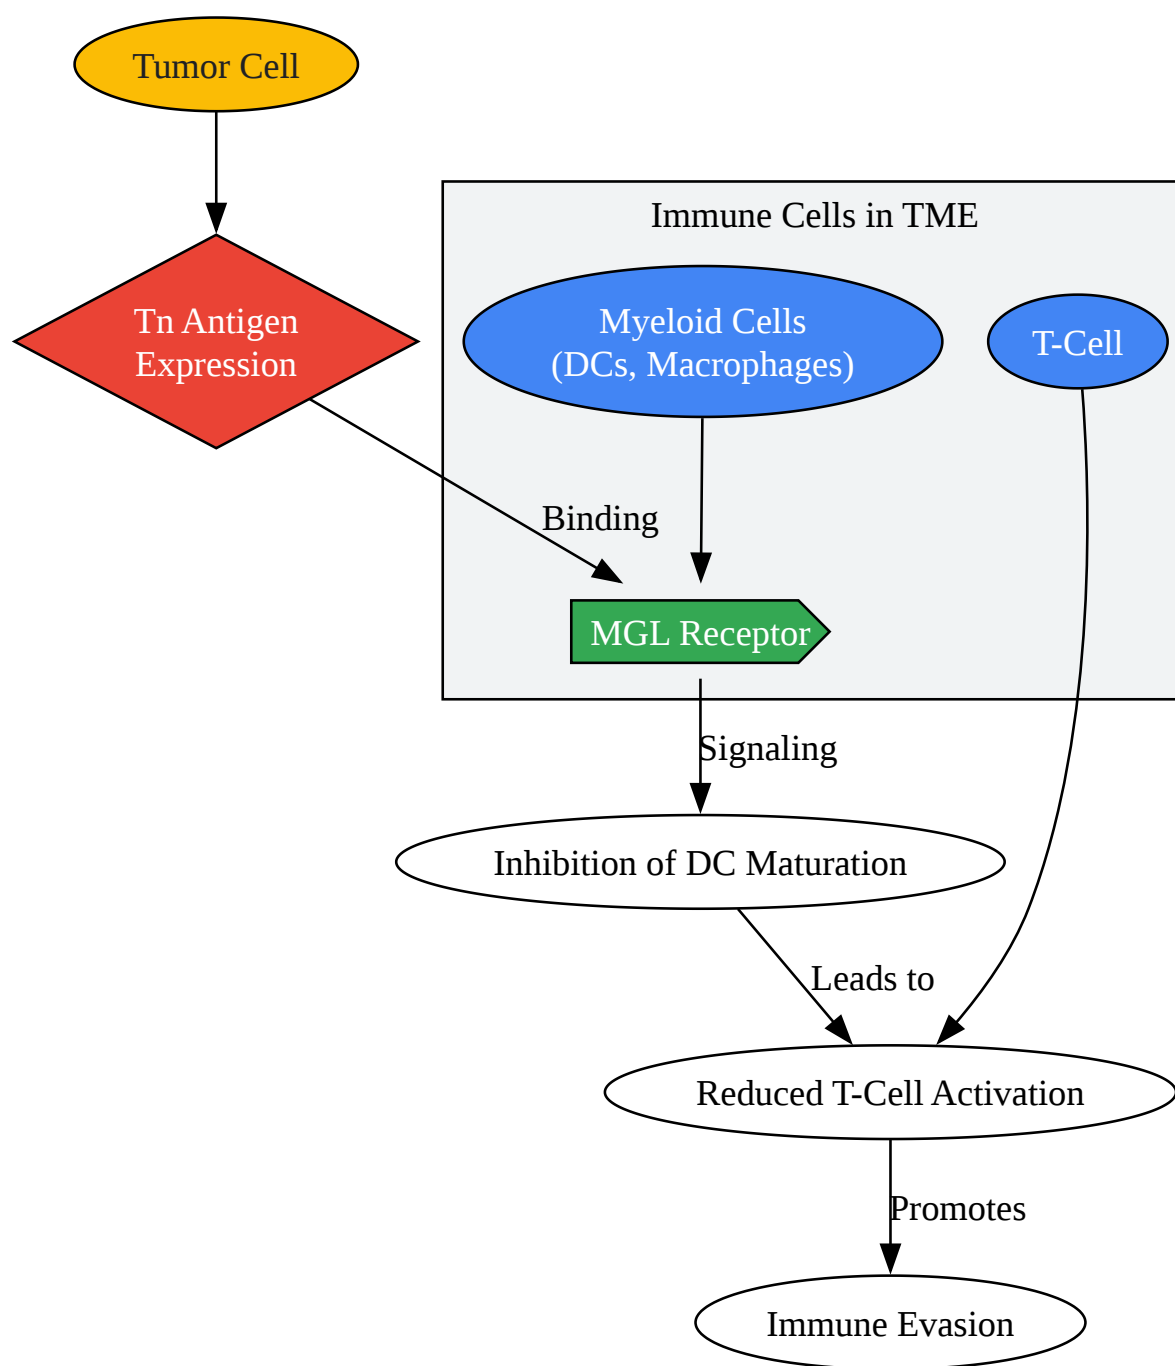 Tumor Cell
Immune Cells in TME
Tn Antigen
Expression
Myeloid Cells
(DCs, Macrophages)
T-Cell
Binding
MGL Receptor
Signaling
Inhibition of DC Maturation
Leads to
Reduced T-Cell Activation
Promotes
Immune Evasion